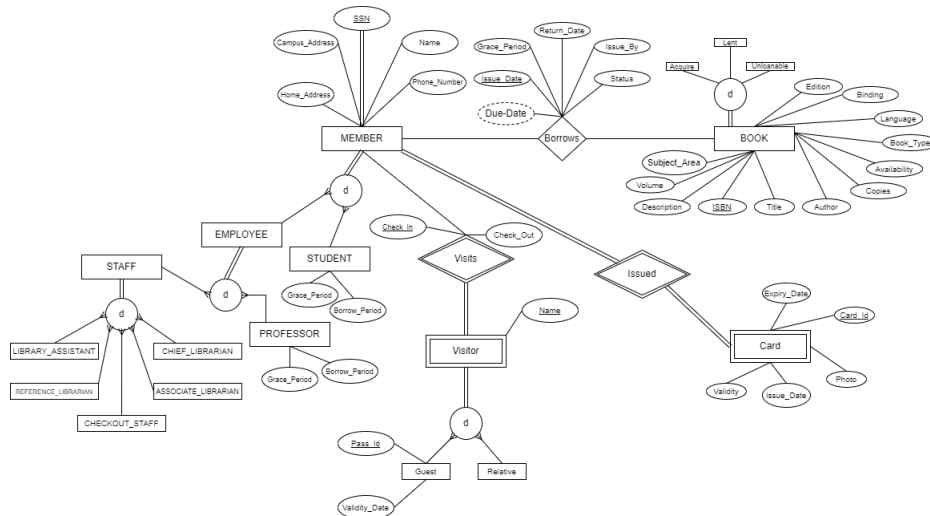 SSN
Campus_Address
Name
Home_Address
Phone_Number
MEMBER
Return_Date
Grace_Period
Issue_By
Issue_Date
Status
Due-Date
Borrows
Lent
Acquire
Unloanable
d
Edition
Binding
Language
Book_Type
Availability
Copies
Author
Title
ISBN
Description
Volume
Subject_Area
BOOK
d
EMPLOYEE
STUDENT
Grace_Period
Borrow_Period
STAFF
d
PROFESSOR
Grace_Period
Borrow_Period
d
LIBRARY_ASSISTANT
CHIEF_LIBRARIAN
REFERENCE_LIBRARIAN
ASSOCIATE_LIBRARIAN
CHECKOUT_STAFF
Check_In
Check_Out
Visits
Name
Visitor
d
Pass_Id
Guest
Relative
Validity_Date
Issued
Expiry_Date
Card_Id
Card
Validity
Issue_Date
Photo